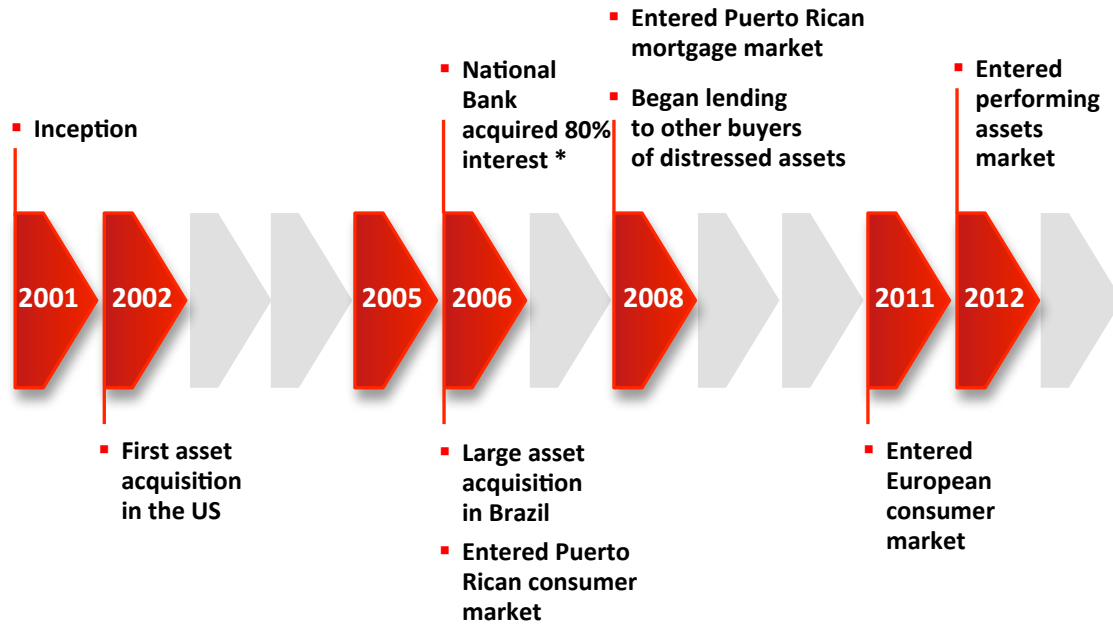 ▪ Entered Puerto Rican
mortgage market
▪ National
Bank
acquired 80%
interest *
▪ Began lending
to other buyers
of distressed assets
▪ Entered
performing
assets
market
▪ Inception
2001
2002
2005
2006
2008
2011
2012
▪ First asset
acquisition
in the US
▪ Large asset
acquisition
in Brazil
▪ Entered Puerto
Rican consumer
market
▪ Entered
European
consumer
market